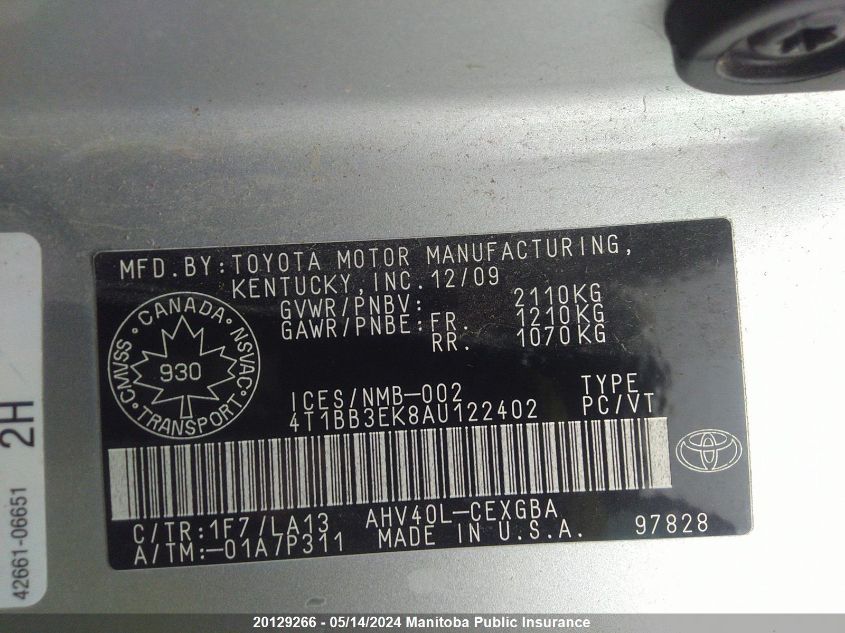 MFD.BY:TOYOTA MOTOR MANUFACTURING,
KENTUCKY,INC.12/09
GVWR/PNBV: 2110KG
GAWR/PNBE:FR: 1210KG
RR: 1070KG
CANADA
CMVSS NSVAC
930
TRANSPORT
ICES/NMB-002
4T1BB3EK8AU122402
TYPE
PC/VT
C/TR:1F7/LA13 AHV40L-CEXGBA
A/TM:-01A7P311 MADE IN U.S.A. 97828
2H
42661-06651
20129266 - 05/14/2024 Manitoba Public Insurance